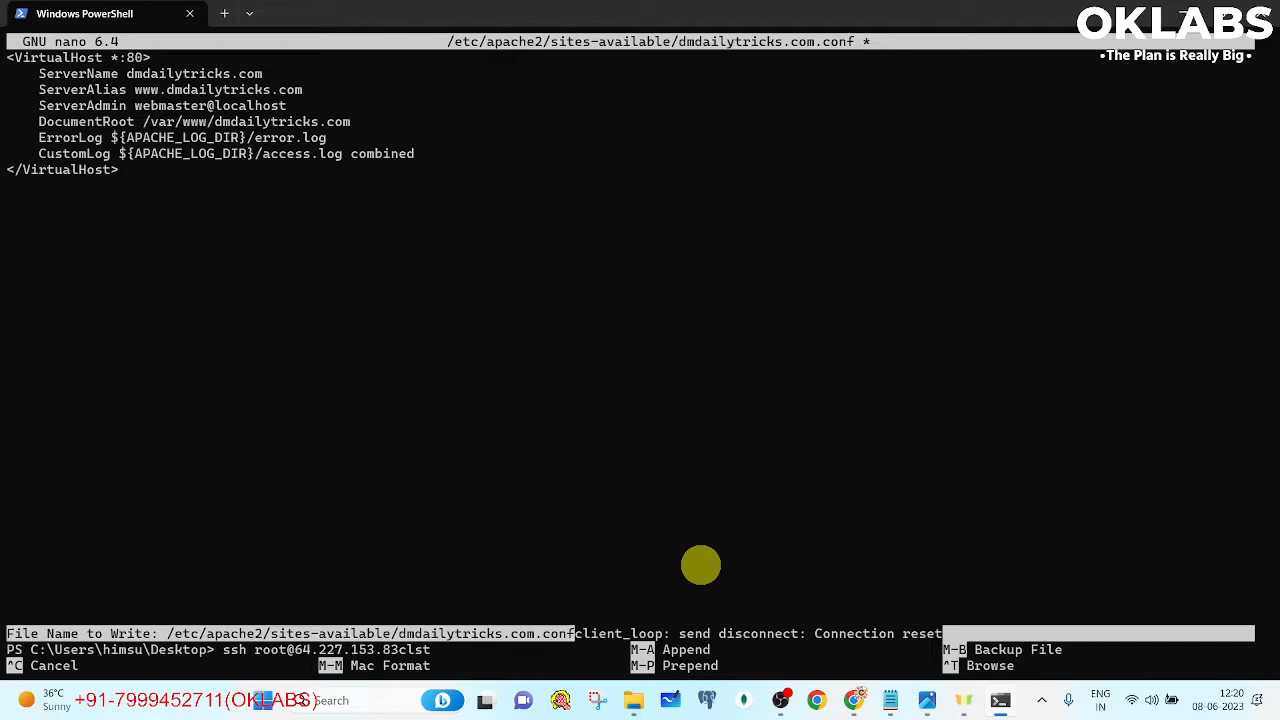 Windows PowerShell
OKLABS
•The Plan is Really Big•
GNU nano 6.4 /etc/apache2/sites-available/dmdailytricks.com.conf *
<VirtualHost *:80>
    ServerName dmdailytricks.com
    ServerAlias www.dmdailytricks.com
    ServerAdmin webmaster@localhost
    DocumentRoot /var/www/dmdailytricks.com
    ErrorLog ${APACHE_LOG_DIR}/error.log
    CustomLog ${APACHE_LOG_DIR}/access.log combined
</VirtualHost>
File Name to Write: /etc/apache2/sites-available/dmdailytricks.com.confclient_loop: send disconnect: Connection reset
PS C:\Users\himsu\Desktop> ssh root@64.227.153.83clst M-A Append M-B Backup File
^C Cancel M-M Mac Format M-P Prepend ^T Browse
36°C
Sunny
+91-7999452711(OKLABS)
Search
ENG
IN
12:20
08-06-2023